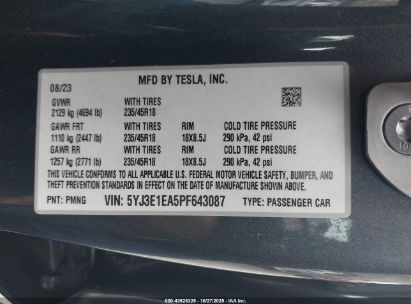 MFD BY TESLA, INC.
08/23
GVWR WITH TIRES
2129 kg (4694 lb) 235/45R18
GAWR FRT WITH TIRES RIM COLD TIRE PRESSURE
1110 kg (2447 lb) 235/45R18 18X8.5J 290 kPa, 42 psi
GAWR RR WITH TIRES RIM COLD TIRE PRESSURE
1257 kg (2771 lb) 235/45R18 18X8.5J 290 kPa, 42 psi
THIS VEHICLE CONFORMS TO ALL APPLICABLE U.S. FEDERAL MOTOR VEHICLE SAFETY, BUMPER, AND
THEFT PREVENTION STANDARDS IN EFFECT ON THE DATE OF MANUFACTURE SHOWN ABOVE.
PNT: PMNG VIN: 5YJ3E1EA5PF643087 TYPE: PASSENGER CAR